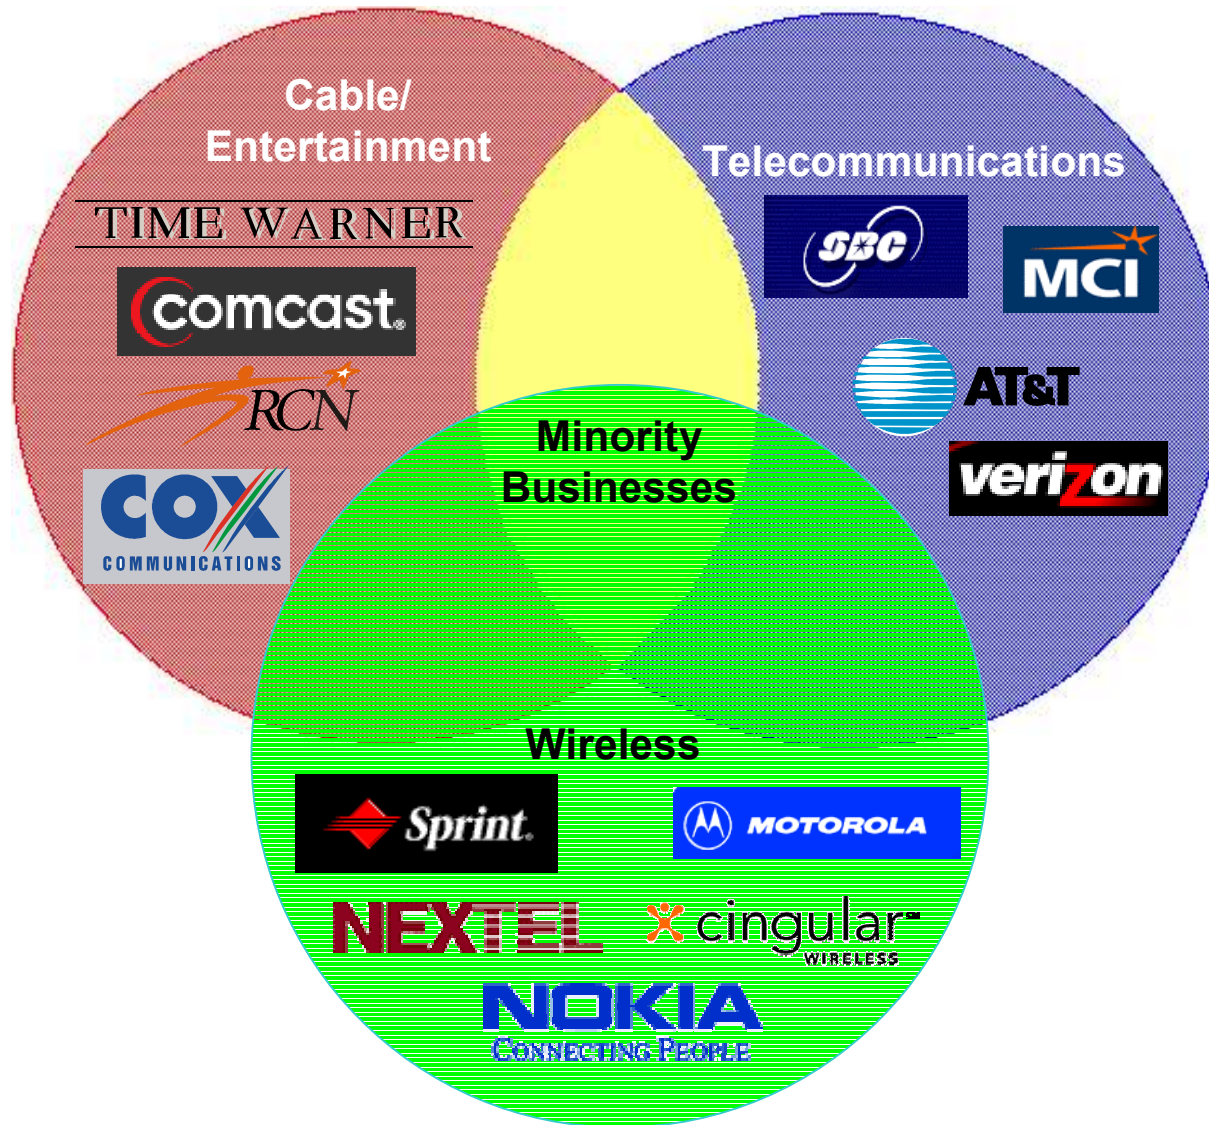 Cable/
Entertainment
TIME WARNER
comcast.®
RCN
COX
COMMUNICATIONS
Telecommunications
SBC
MCI
AT&T
verizon
Minority
Businesses
Wireless
Sprint.
MOTOROLA
NEXTEL
cingular℠
WIRELESS
NOKIA
CONNECTING PEOPLE